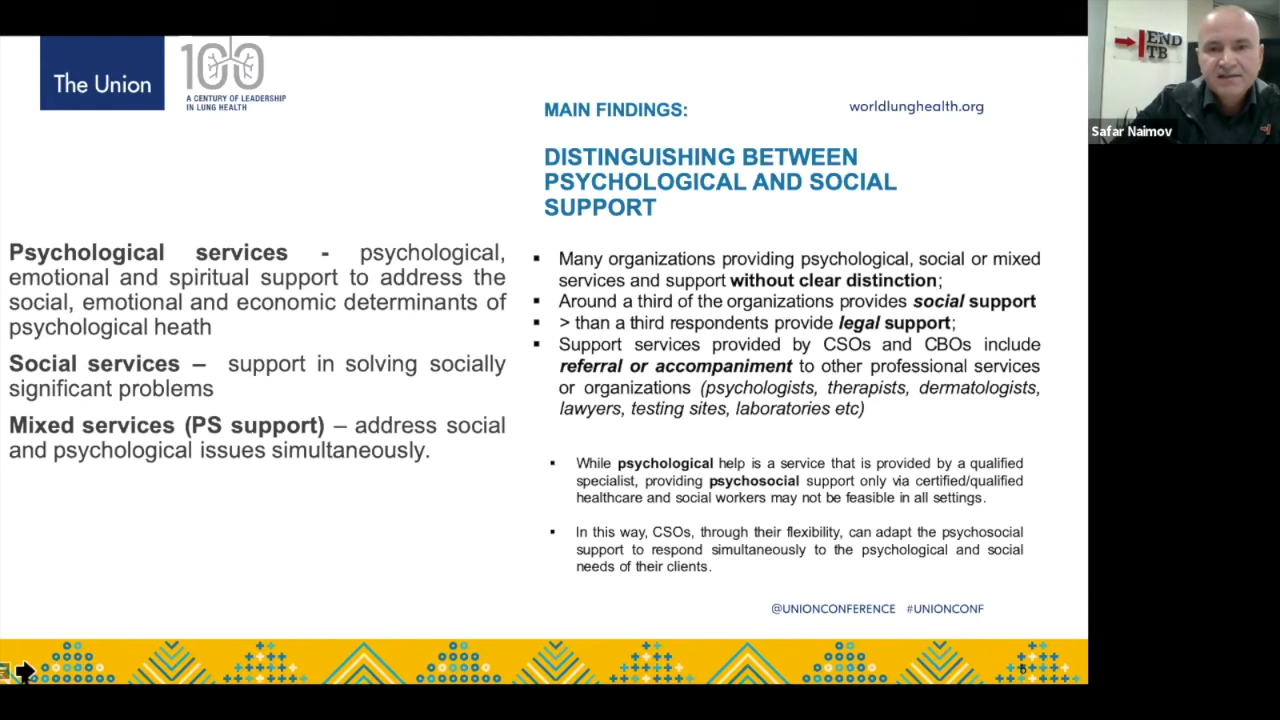 The Union
100
A CENTURY OF LEADERSHIP
IN LUNG HEALTH
worldlunghealth.org
MAIN FINDINGS:
DISTINGUISHING BETWEEN
PSYCHOLOGICAL AND SOCIAL
SUPPORT
Psychological services - psychological,
emotional and spiritual support to address the
social, emotional and economic determinants of
psychological heath
Social services – support in solving socially
significant problems
Mixed services (PS support) – address social
and psychological issues simultaneously.
▪ Many organizations providing psychological, social or mixed
services and support without clear distinction;
▪ Around a third of the organizations provides social support
▪ > than a third respondents provide legal support;
▪ Support services provided by CSOs and CBOs include
referral or accompaniment to other professional services
or organizations (psychologists, therapists, dermatologists,
lawyers, testing sites, laboratories etc)
▪ While psychological help is a service that is provided by a qualified
specialist, providing psychosocial support only via certified/qualified
healthcare and social workers may not be feasible in all settings.
▪ In this way, CSOs, through their flexibility, can adapt the psychosocial
support to respond simultaneously to the psychological and social
needs of their clients.
@UNIONCONFERENCE #UNIONCONF
END
TB
Safar Naimov